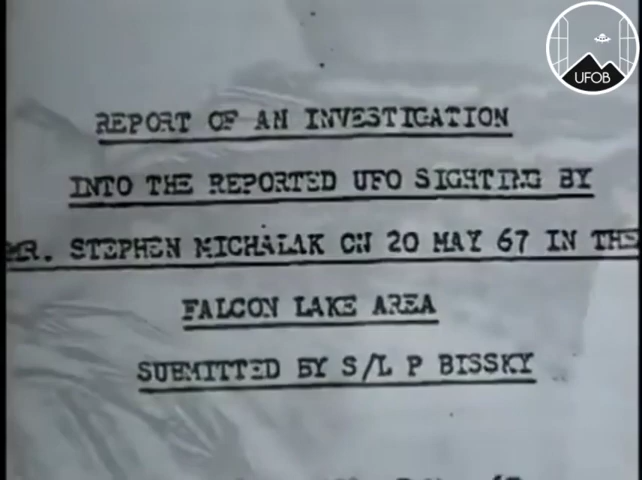 UFOB
REPORT OF AN INVESTIGATION
INTO THE REPORTED UFO SIGHTING BY
MR. STEPHEN MICHALAK ON 20 MAY 67 IN THE
FALCON LAKE AREA
SUBMITTED BY S/L P BISSKY